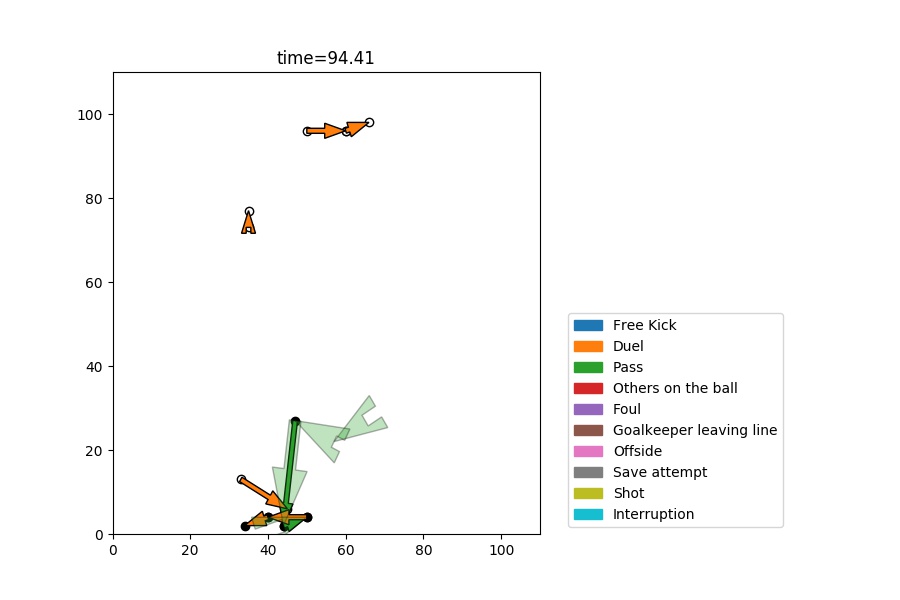 time=94.41
100
80
60
40
20
0
0 20 40 60 80 100
Free Kick
Duel
Pass
Others on the ball
Foul
Goalkeeper leaving line
Offside
Save attempt
Shot
Interruption